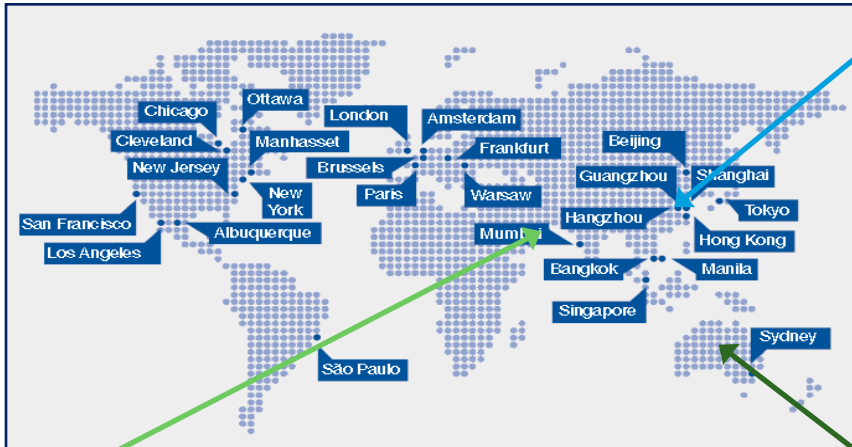 Chicago
Ottawa
Cleveland
Manhasset
New Jersey
New
York
San Francisco
Los Angeles
Albuquerque
São Paulo
London
Amsterdam
Brussels
Frankfurt
Paris
Warsaw
Beijing
Guangzhou
Shanghai
Hangzhou
Tokyo
Mumbai
Hong Kong
Bangkok
Manila
Singapore
Sydney